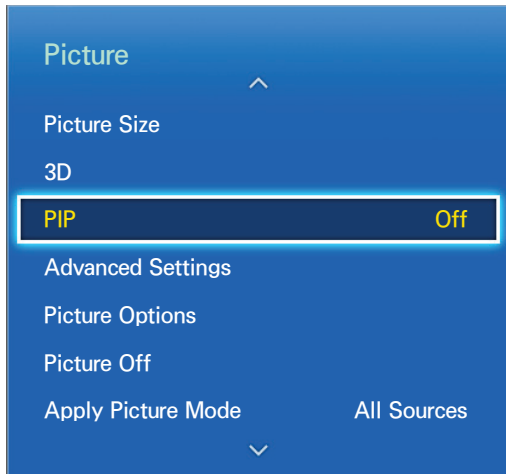 Picture
Picture Size
3D
PIP Off
Advanced Settings
Picture Options
Picture Off
Apply Picture Mode All Sources